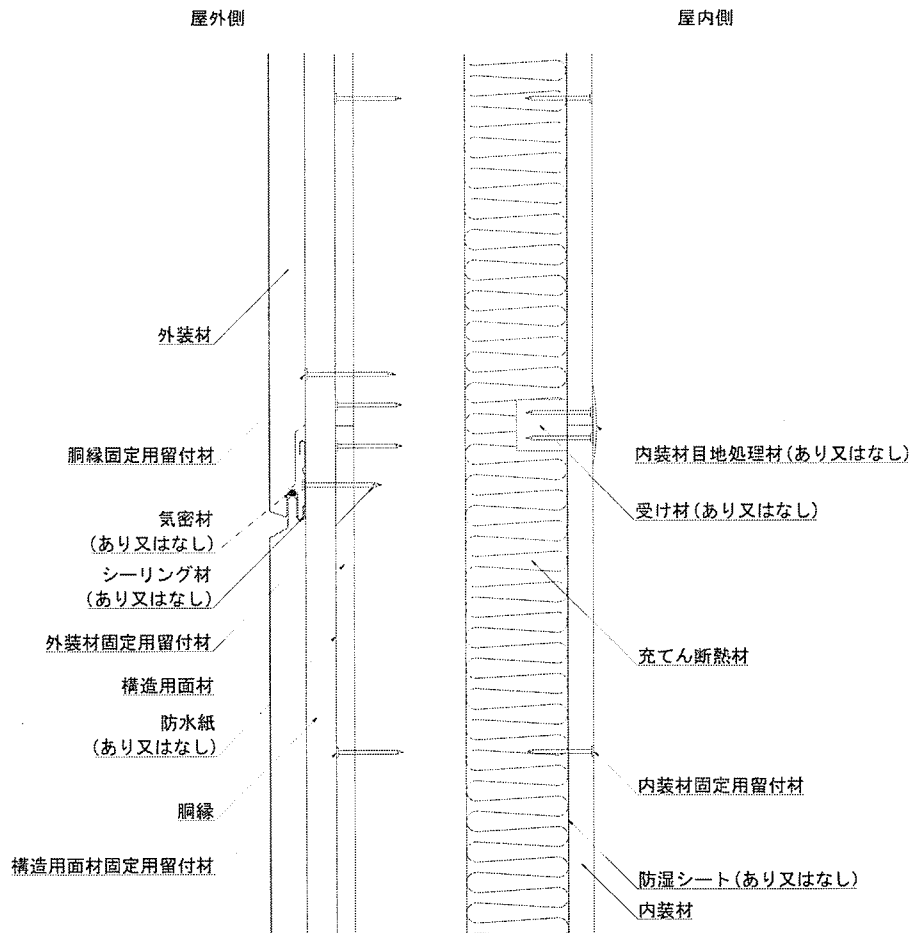 屋外側
屋内側
外装材
胴縁固定用留付材
気密材
(あり又はなし)
シーリング材
(あり又はなし)
外装材固定用留付材
構造用面材
防水紙
(あり又はなし)
胴縁
構造用面材固定用留付材
内装材目地処理材(あり又はなし)
受け材(あり又はなし)
充てん断熱材
内装材固定用留付材
防湿シート(あり又はなし)
内装材